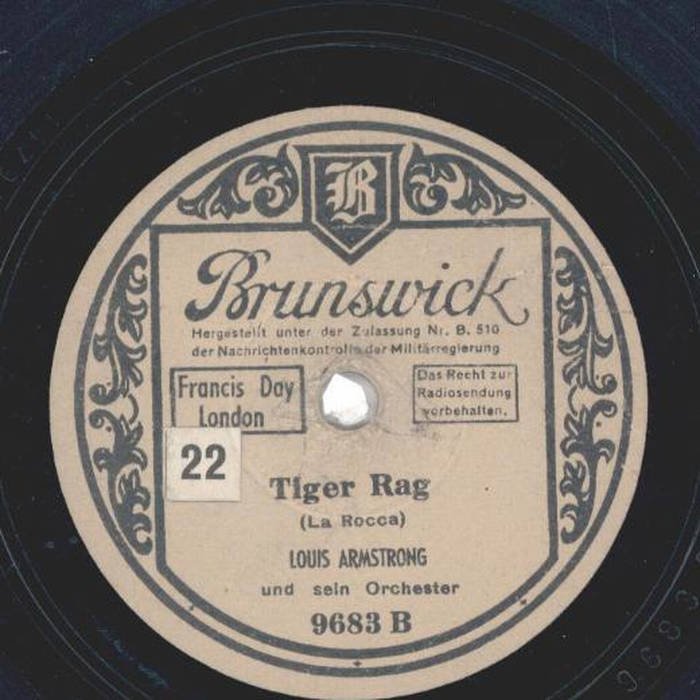 B
Brunswick
Hergestellt unter der Zulassung Nr. B. 510
der Nachrichtenkontrolle der Militärregierung
Francis Day
London
Das Recht zur
Radiosendung
vorbehalten.
22
Tiger Rag
(La Rocca)
LOUIS ARMSTRONG
und sein Orchester
9683 B